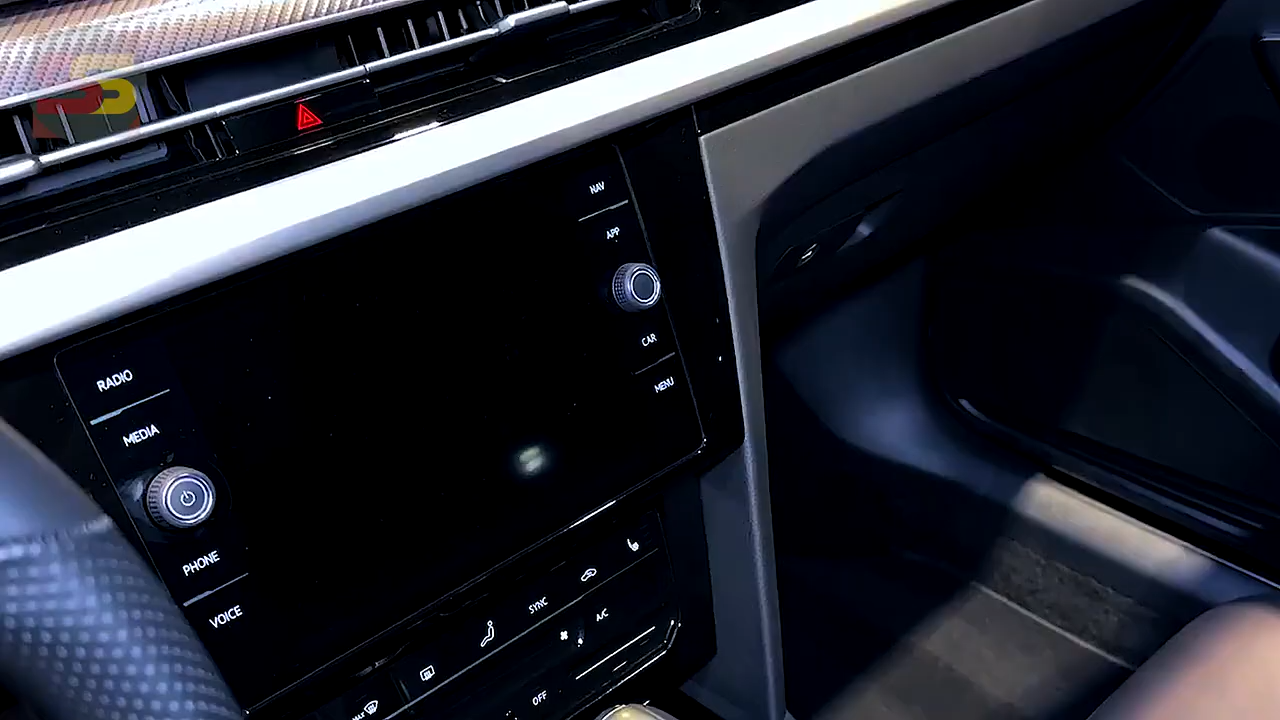 NAV
APP
CAR
MENU
RADIO
MEDIA
PHONE
VOICE
SYNC
A/C
OFF